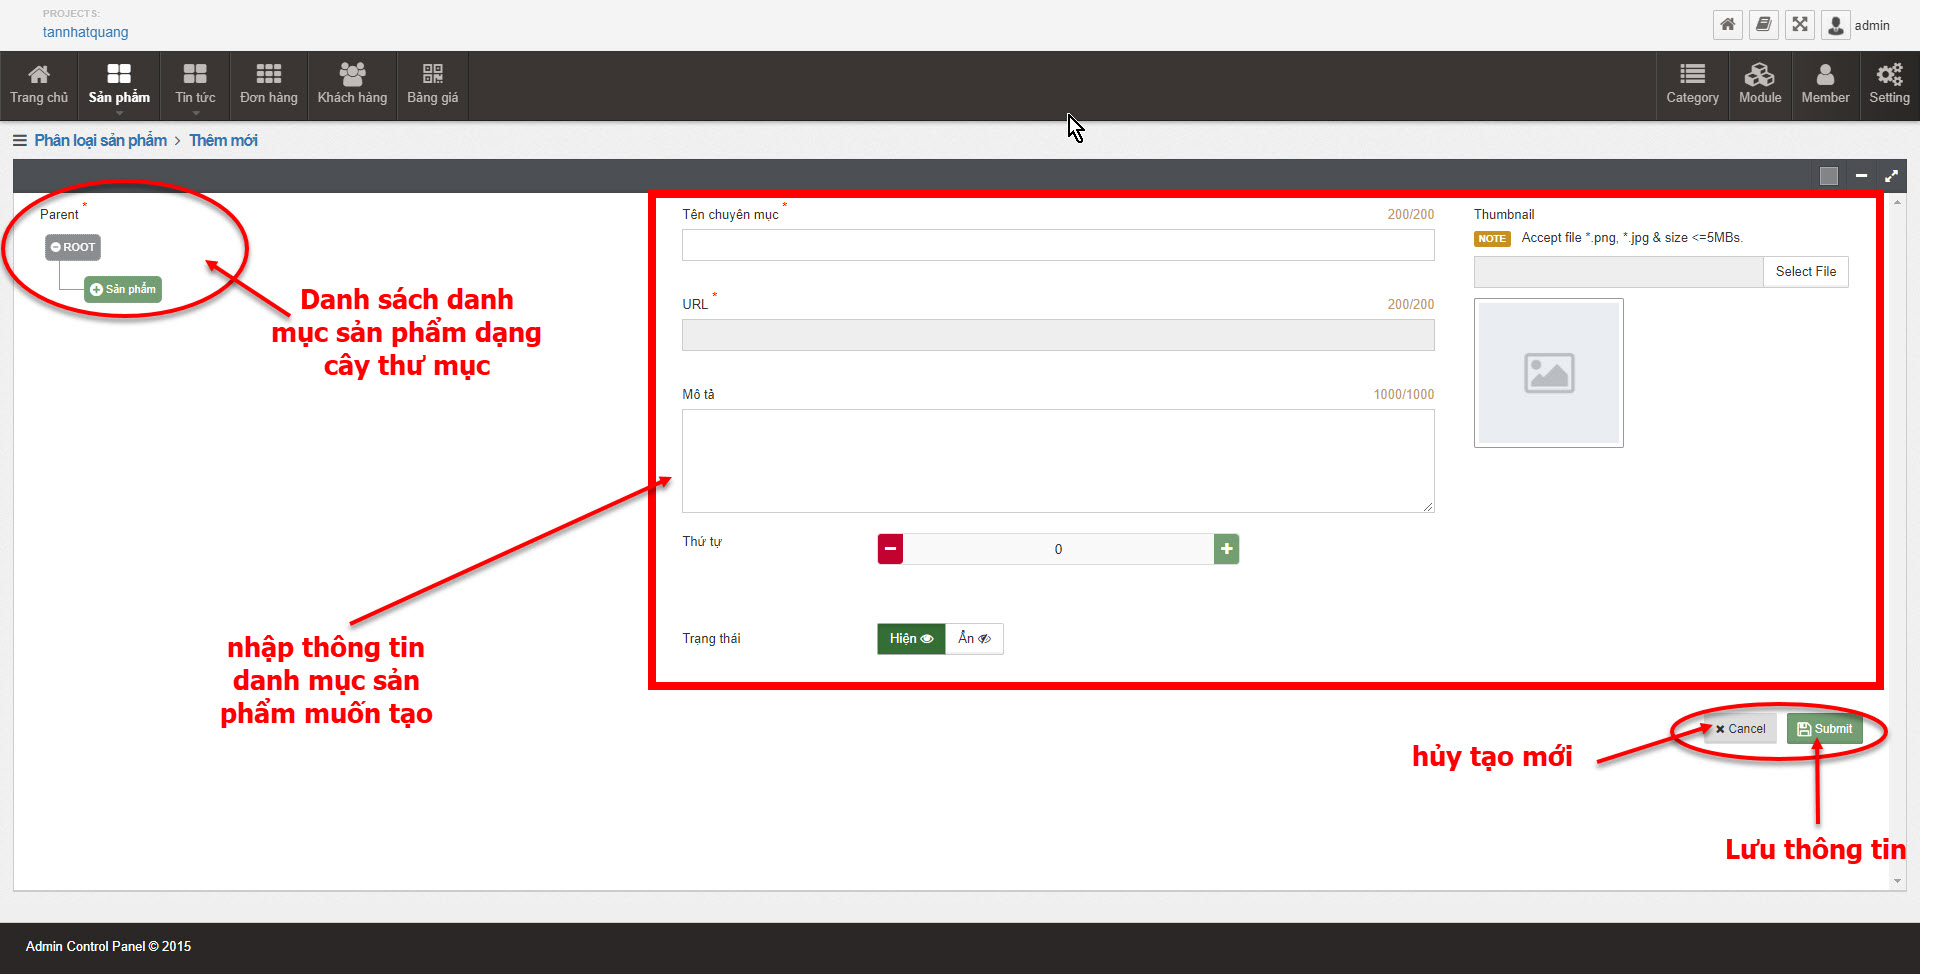 PROJECTS:
tannhatquang
admin
Trang chủ
Sản phẩm
Tin tức
Đơn hàng
Khách hàng
Bảng giá
Category
Module
Member
Setting
Phân loại sản phẩm > Thêm mới
Parent *
ROOT
Sản phẩm
Danh sách danh
mục sản phẩm dạng
cây thư mục
Tên chuyên mục * 200/200
URL * 200/200
Mô tả 1000/1000
Thứ tự 0
Trạng thái Hiện Ẩn
Thumbnail
NOTE Accept file *.png, *.jpg & size <=5MBs.
Select File
nhập thông tin
danh mục sản
phẩm muốn tạo
Cancel Submit
hủy tạo mới
Lưu thông tin
Admin Control Panel © 2015